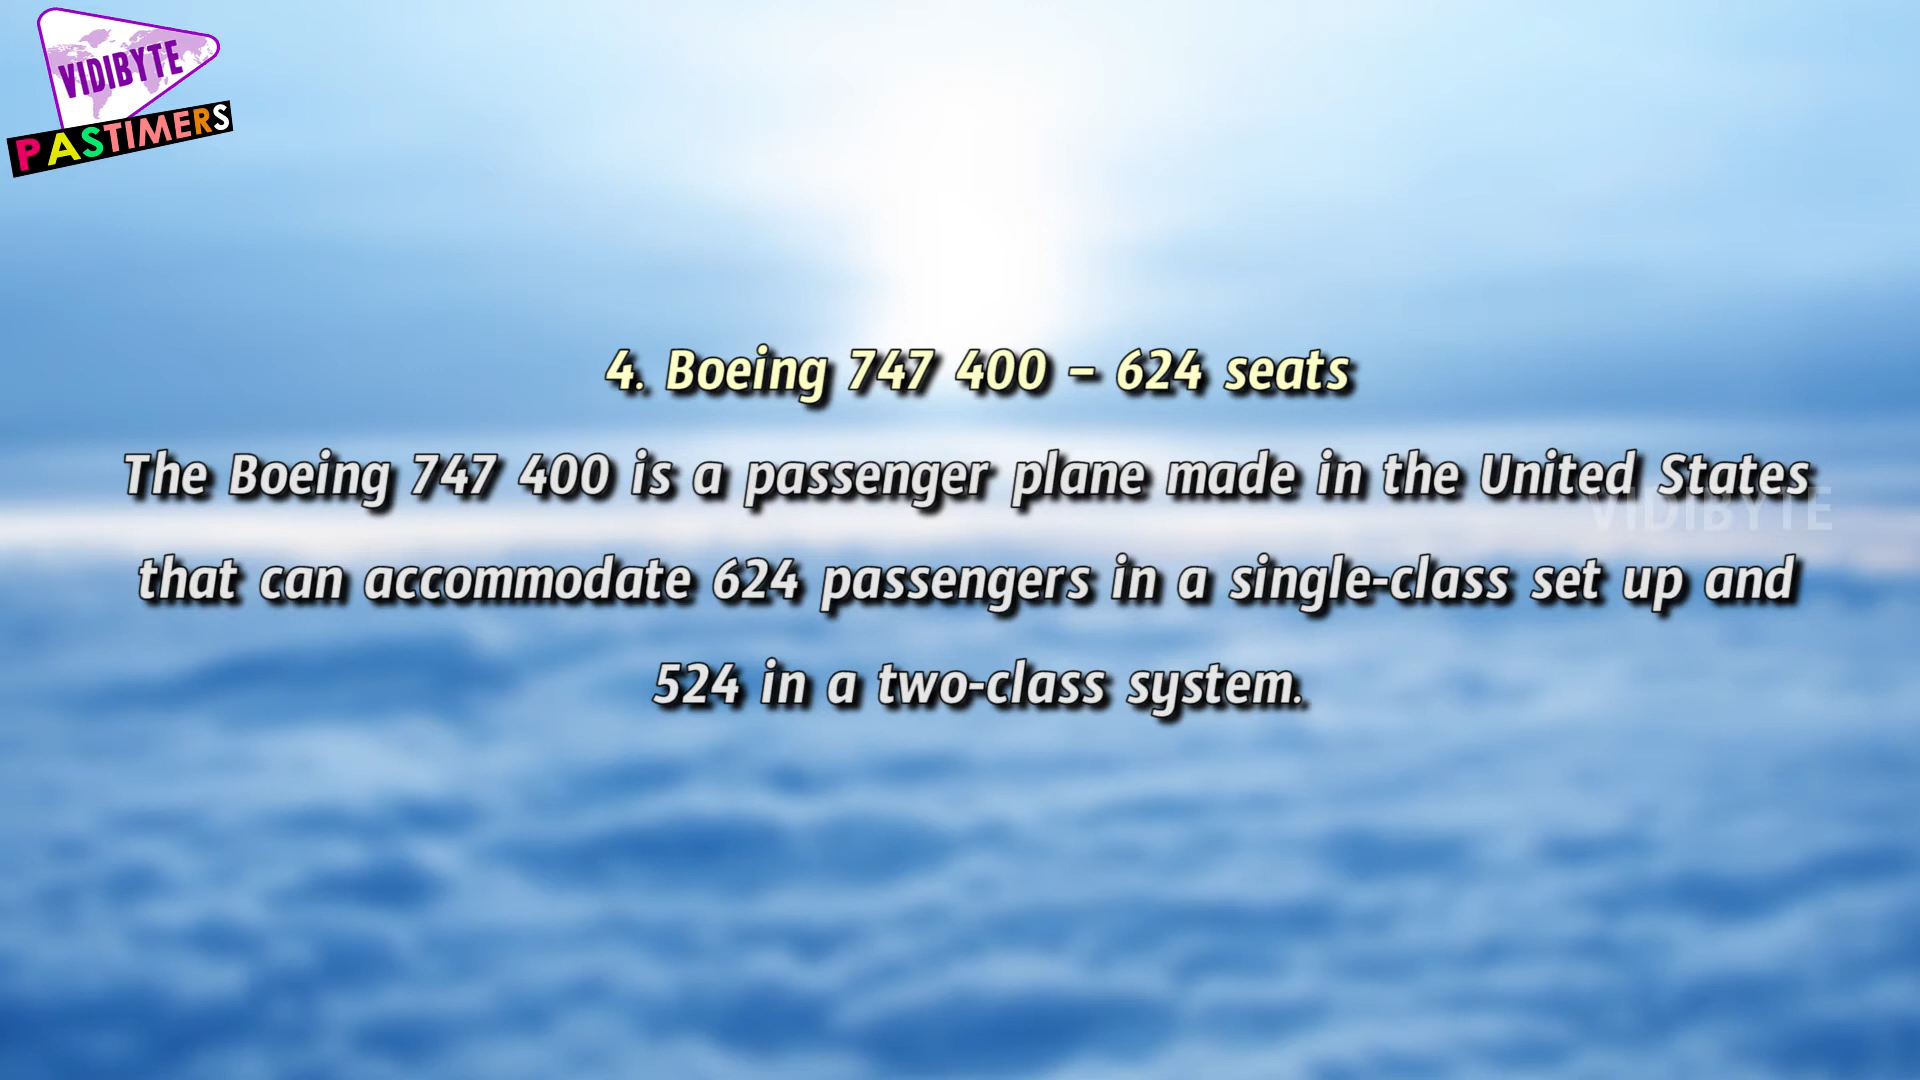 VIDIBYTE
PASTIMERS
4. Boeing 747 400 – 624 seats
The Boeing 747 400 is a passenger plane made in the United States
VIDIBYTE
that can accommodate 624 passengers in a single-class set up and
524 in a two-class system.